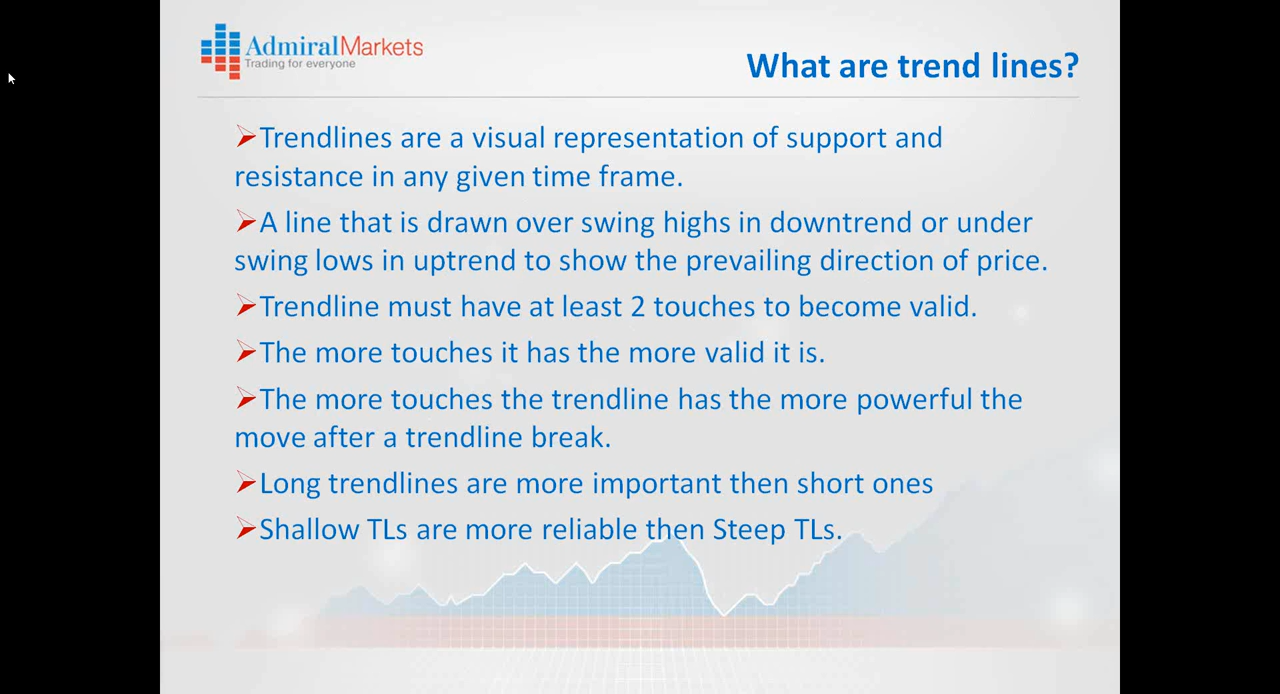 AdmiralMarkets
Trading for everyone
What are trend lines?
➢Trendlines are a visual representation of support and
resistance in any given time frame.
➢A line that is drawn over swing highs in downtrend or under
swing lows in uptrend to show the prevailing direction of price.
➢Trendline must have at least 2 touches to become valid.
➢The more touches it has the more valid it is.
➢The more touches the trendline has the more powerful the
move after a trendline break.
➢Long trendlines are more important then short ones
➢Shallow TLs are more reliable then Steep TLs.